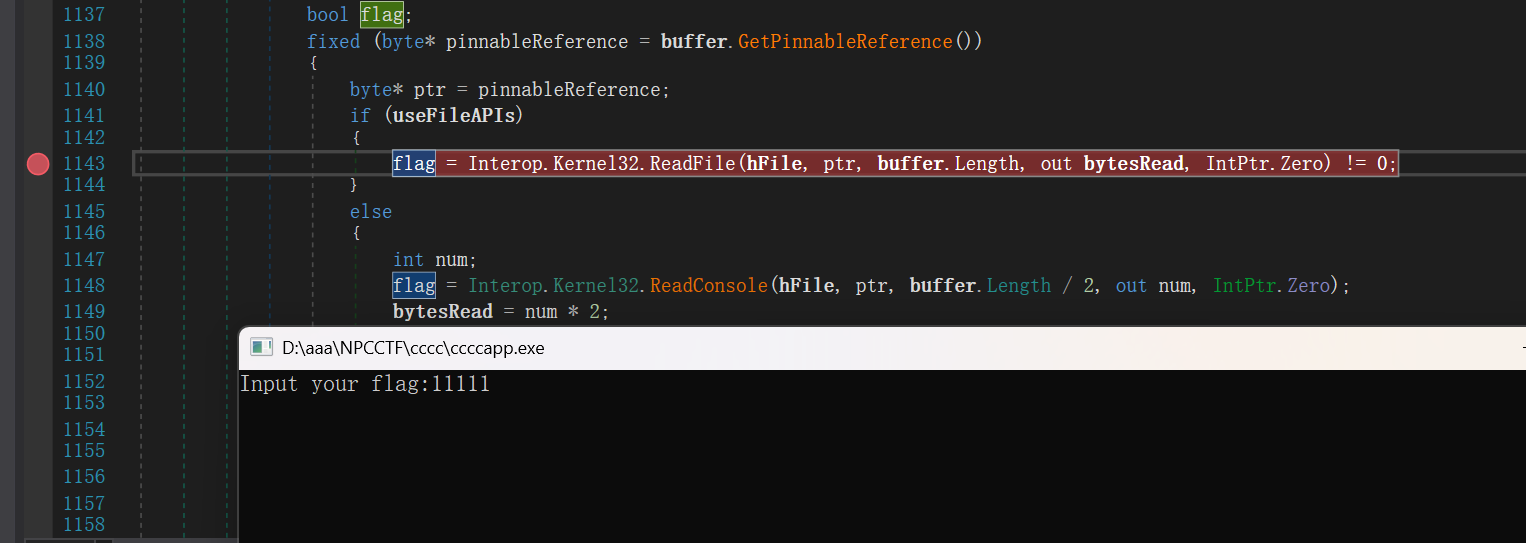 1137 bool flag;
1138 fixed (byte* pinnableReference = buffer.GetPinnableReference())
1139 {
1140 byte* ptr = pinnableReference;
1141 if (useFileAPIs)
1142 {
1143 flag = Interop.Kernel32.ReadFile(hFile, ptr, buffer.Length, out bytesRead, IntPtr.Zero) != 0;
1144 }
1145 else
1146 {
1147 int num;
1148 flag = Interop.Kernel32.ReadConsole(hFile, ptr, buffer.Length / 2, out num, IntPtr.Zero);
1149 bytesRead = num * 2;
1150
1151
D:\aaa\NPCCTF\cccc\ccccapp.exe
1152 Input your flag:11111
1153
1154
1155
1156
1157
1158